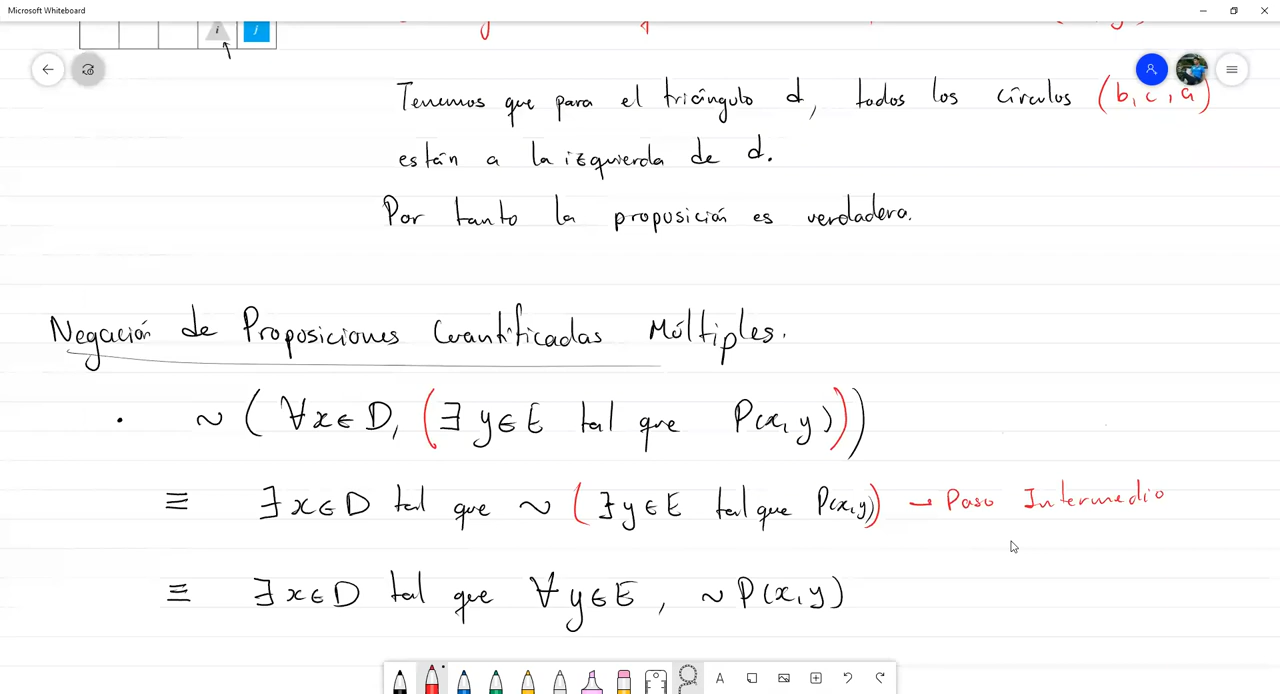 Microsoft Whiteboard
i j
Tenemos que para el triángulo d, todos los círculos (b, c, a)
están a la izquierda de d.
Por tanto la proposición es verdadera.
Negación de Proposiciones Cuantificadas Múltiples.
· ~ ( ∀x∈D, (∃ y∈E tal que P(x,y)))
≡ ∃x∈D tal que ~ (∃y∈E tal que P(x,y)) → Paso Intermedio
≡ ∃x∈D tal que ∀y∈E, ~P(x,y)
A